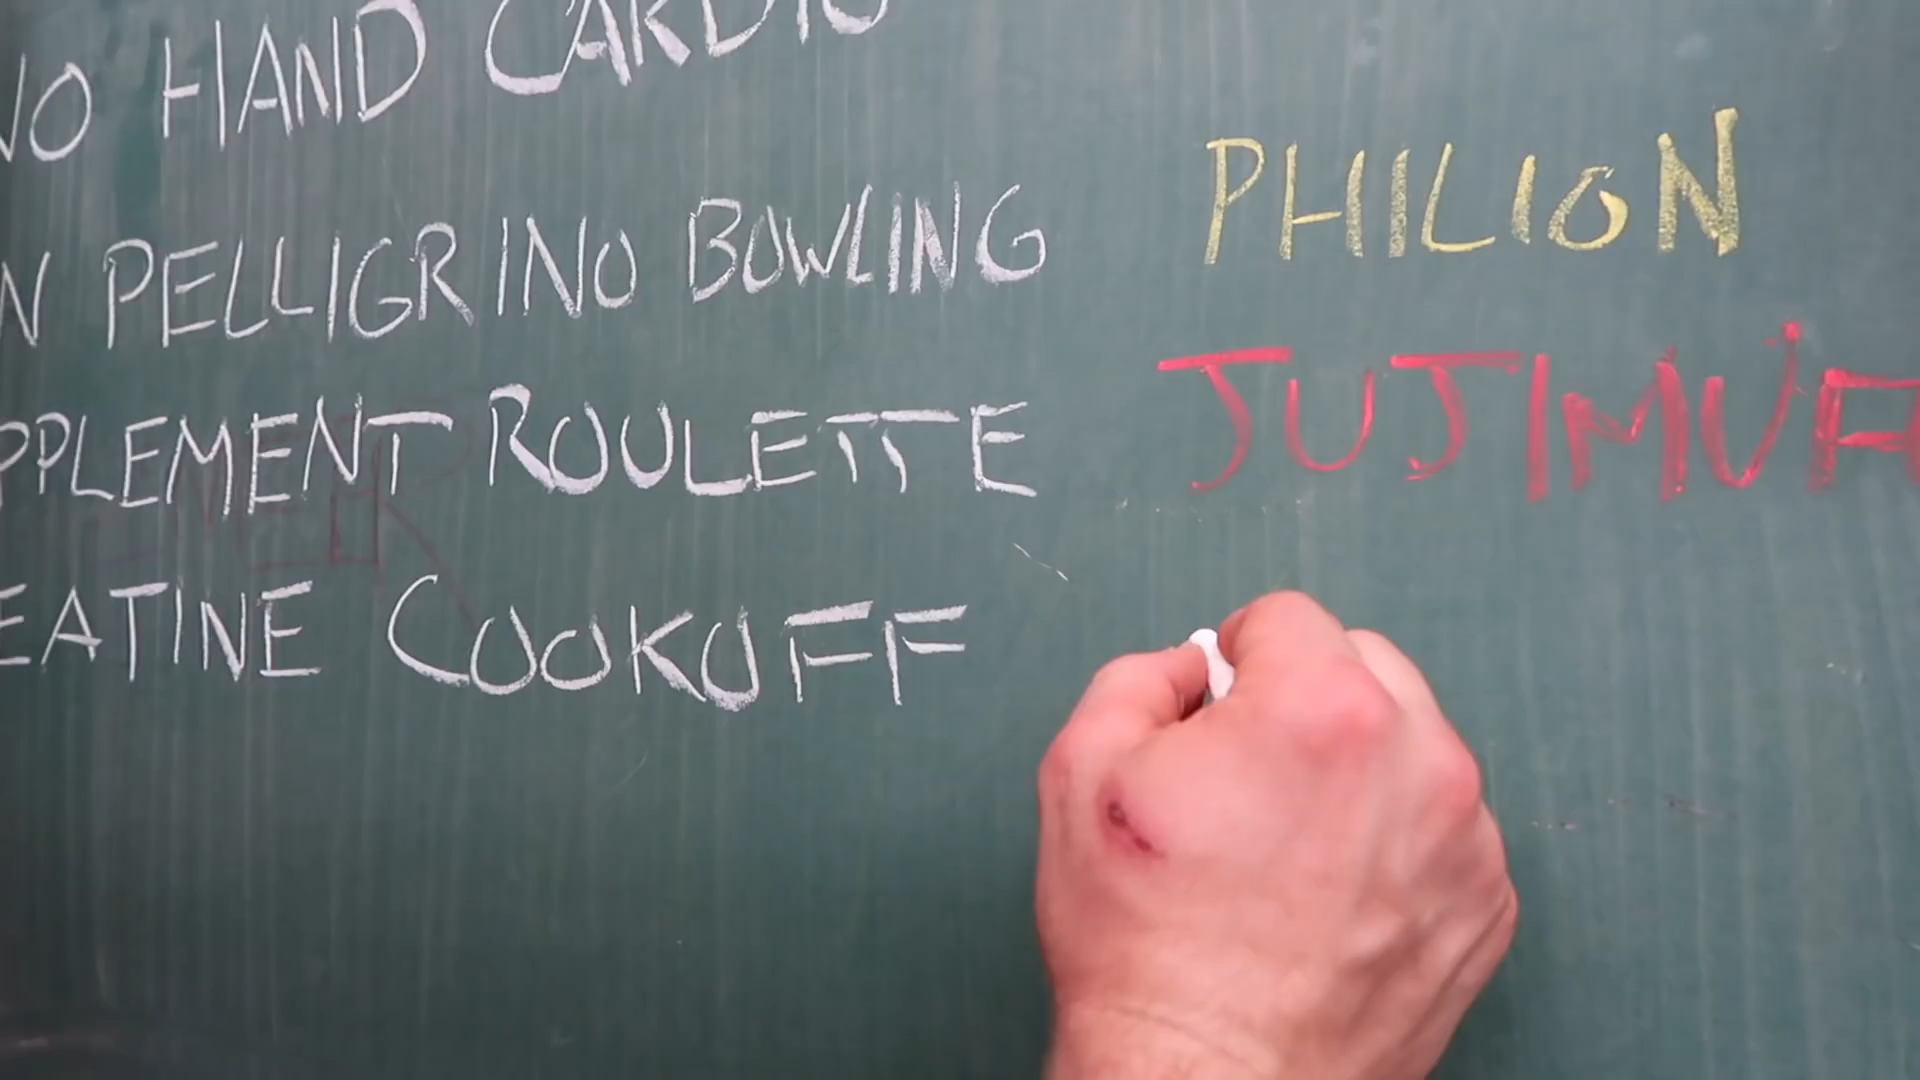 NO HAND CARDIO
N PELLIGRINO BOWLING
PPLEMENT ROULETTE
EATINE COOKOFF
PHILION
JUJIMUF